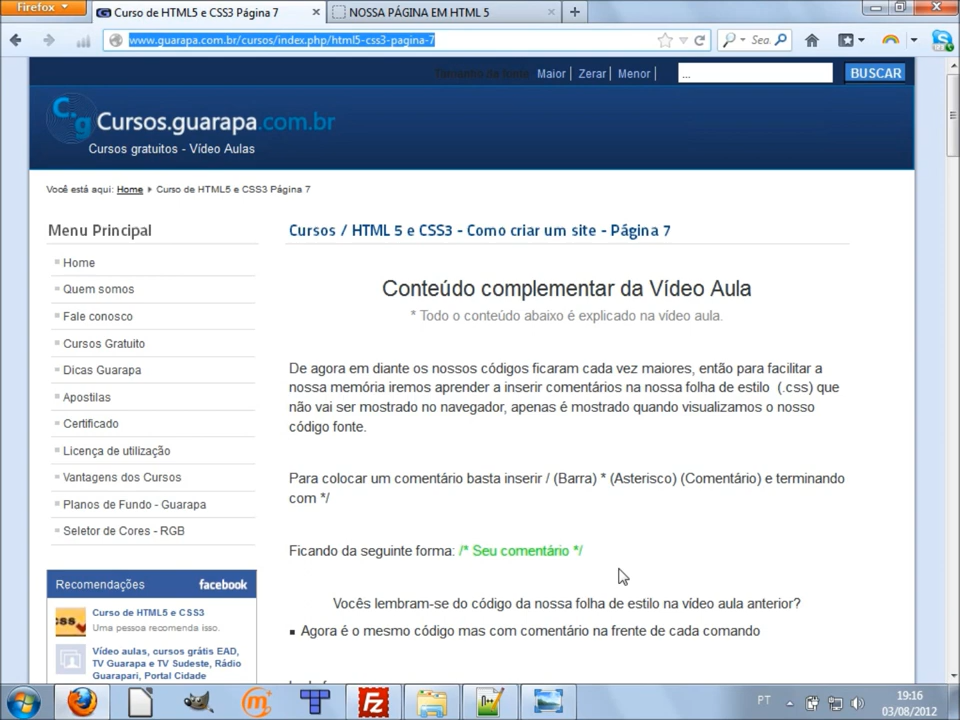 Firefox
Curso de HTML5 e CSS3 Página 7
NOSSA PÁGINA EM HTML 5
www.guarapa.com.br/cursos/index.php/html5-css3-pagina-7
Sea
Maior | Zerar | Menor |
...
BUSCAR
C.g
Cursos.guarapa.com.br
Cursos gratuitos - Vídeo Aulas
Você está aqui: Home Curso de HTML5 e CSS3 Página 7
Menu Principal
Home
Quem somos
Fale conosco
Cursos Gratuito
Dicas Guarapa
Apostilas
Certificado
Licença de utilização
Vantagens dos Cursos
Planos de Fundo - Guarapa
Seletor de Cores - RGB
Recomendações facebook
Curso de HTML5 e CSS3
Uma pessoa recomenda isso.
Vídeo aulas, cursos grátis EAD,
TV Guarapa e TV Sudeste, Rádio
Guarapari, Portal Cidade
Cursos / HTML 5 e CSS3 - Como criar um site - Página 7
Conteúdo complementar da Vídeo Aula
* Todo o conteúdo abaixo é explicado na vídeo aula.
De agora em diante os nossos códigos ficaram cada vez maiores, então para facilitar a
nossa memória iremos aprender a inserir comentários na nossa folha de estilo (.css) que
não vai ser mostrado no navegador, apenas é mostrado quando visualizamos o nosso
código fonte.
Para colocar um comentário basta inserir / (Barra) * (Asterisco) (Comentário) e terminando
com */
Ficando da seguinte forma: /* Seu comentário */
Vocês lembram-se do código da nossa folha de estilo na vídeo aula anterior?
Agora é o mesmo código mas com comentário na frente de cada comando
PT
19:16
03/08/2012